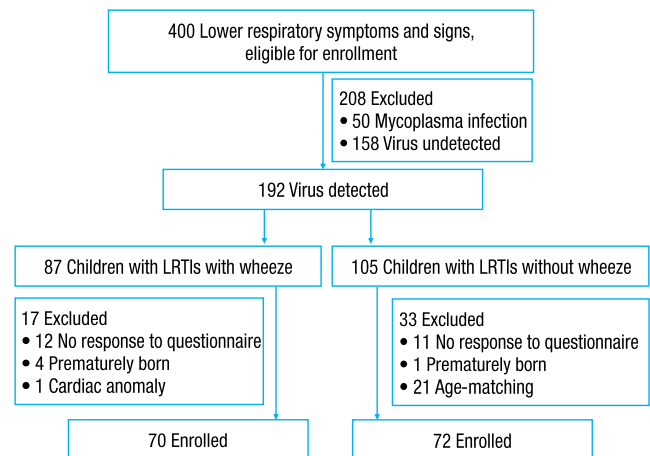 400 Lower respiratory symptoms and signs,
eligible for enrollment
208 Excluded
• 50 Mycoplasma infection
• 158 Virus undetected
192 Virus detected
87 Children with LRTIs with wheeze
105 Children with LRTIs without wheeze
17 Excluded
• 12 No response to questionnaire
• 4 Prematurely born
• 1 Cardiac anomaly
33 Excluded
• 11 No response to questionnaire
• 1 Prematurely born
• 21 Age-matching
70 Enrolled
72 Enrolled